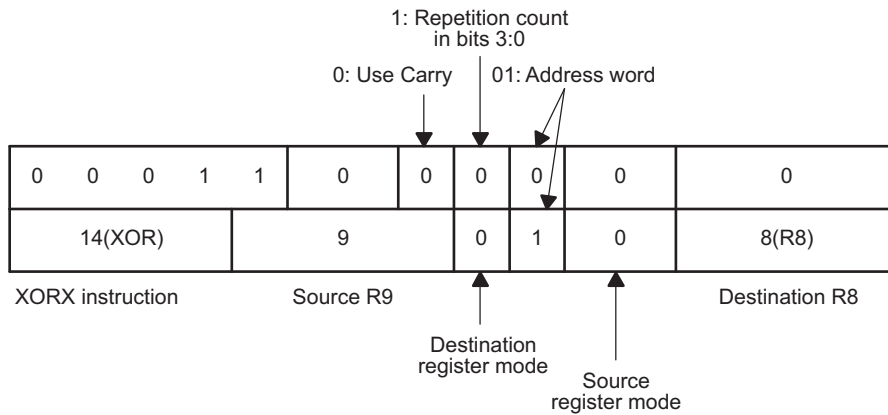 1: Repetition count
in bits 3:0
0: Use Carry 01: Address word
0 0 0 1 1 0 0 0 0 0 0
14(XOR) 9 0 1 0 8(R8)
XORX instruction Source R9 Destination R8
Destination
register mode
Source
register mode